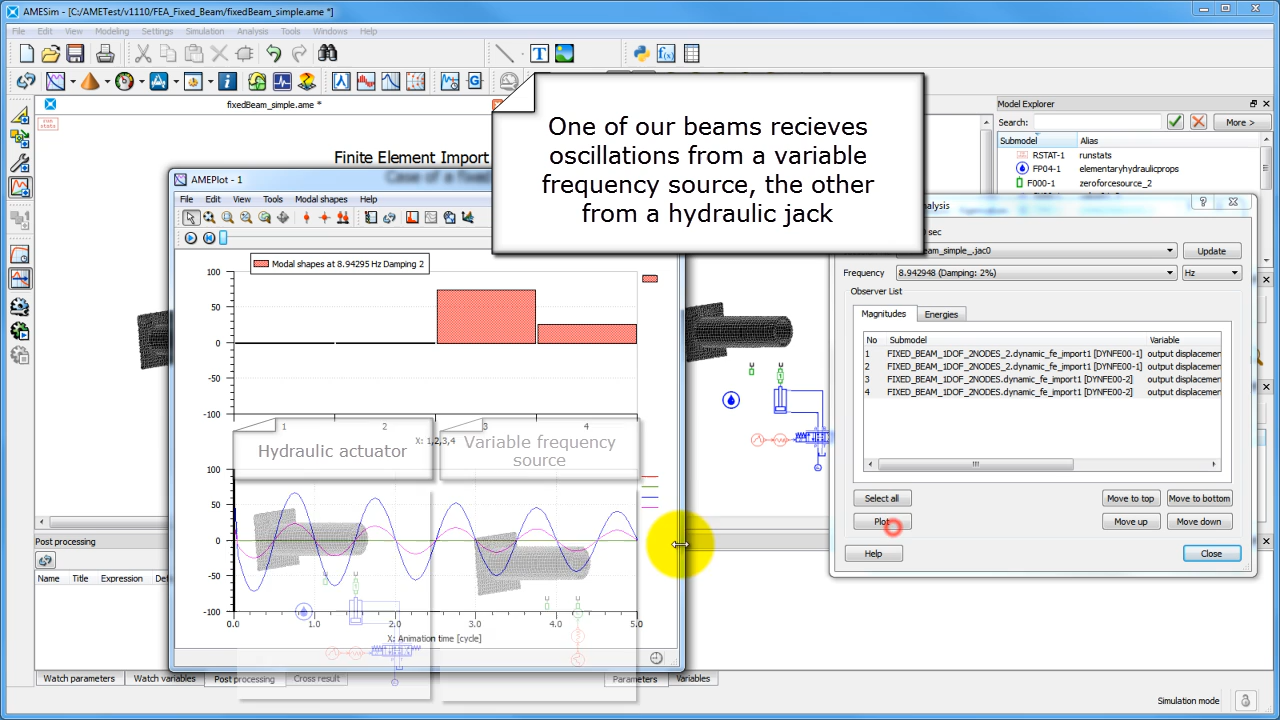 AMESim - [C:/AMETest/v1110/FEA_Fixed_Beam/fixedBeam_simple.ame *]
File Edit View Modeling Settings Simulation Analysis Tools Windows Help
fixedBeam_simple.ame *
Finite Element Import
Case of a fixed
One of our beams recieves
oscillations from a variable
frequency source, the other
from a hydraulic jack
Model Explorer
Search:
More >
Submodel Alias
RSTAT-1 runstats
FP04-1 elementaryhydraulicprops
F000-1 zeroforcesource_2
AMEPlot - 1
File Edit View Tools Modal shapes Help
Modal shapes at 8.94295 Hz Damping 2
100
50
0
-50
-100
1 2 3 4
X: 1,2,3,4
Hydraulic actuator
Variable frequency
source
100
50
0
-50
-100
0.0 1.0 2.0 3.0 4.0 5.0
X: Animation time [cycle]
sec
Update
Frequency 8.942948 (Damping: 2%) Hz
Observer List
Magnitudes Energies
No Submodel Variable
1 FIXED_BEAM_1DOF_2NODES_2.dynamic_fe_import1 [DYNFE00-1] output displacemen
2 FIXED_BEAM_1DOF_2NODES_2.dynamic_fe_import1 [DYNFE00-1] output displacemen
3 FIXED_BEAM_1DOF_2NODES.dynamic_fe_import1 [DYNFE00-2] output displacemen
4 FIXED_BEAM_1DOF_2NODES.dynamic_fe_import1 [DYNFE00-2] output displacemen
Select all Move to top Move to bottom
Plot Move up Move down
Help Close
Post processing
Name Title Expression
Watch parameters Watch variables Post processing Cross result Parameters Variables
Simulation mode